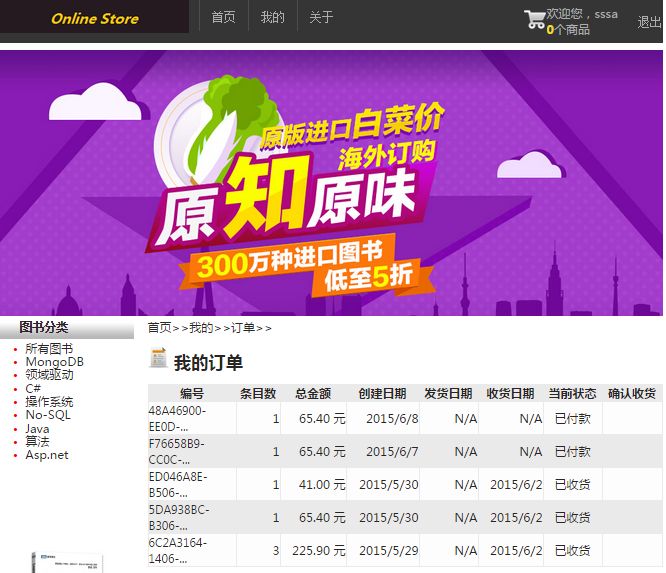 Online Store
首页 我的 关于
欢迎您，sssa
0个商品
退出
原版进口白菜价
海外订购
原知原味
300万种进口图书
低至5折
图书分类
• 所有图书
• MongoDB
• 领域驱动
• C#
• 操作系统
• No-SQL
• Java
• 算法
• Asp.net
首页>>我的>>订单>>
我的订单
编号 条目数 总金额 创建日期 发货日期 收货日期 当前状态 确认收货
48A46900-
EE0D-... 1 65.40 元 2015/6/8 N/A N/A 已付款
F76658B9-
CC0C-... 1 65.40 元 2015/6/7 N/A N/A 已付款
ED046A8E-
B506-... 1 41.00 元 2015/5/30 N/A 2015/6/2 已收货
5DA938BC-
B306-... 1 65.40 元 2015/5/30 N/A 2015/6/2 已收货
6C2A3164-
1406-... 3 225.90 元 2015/5/29 N/A 2015/6/2 已收货